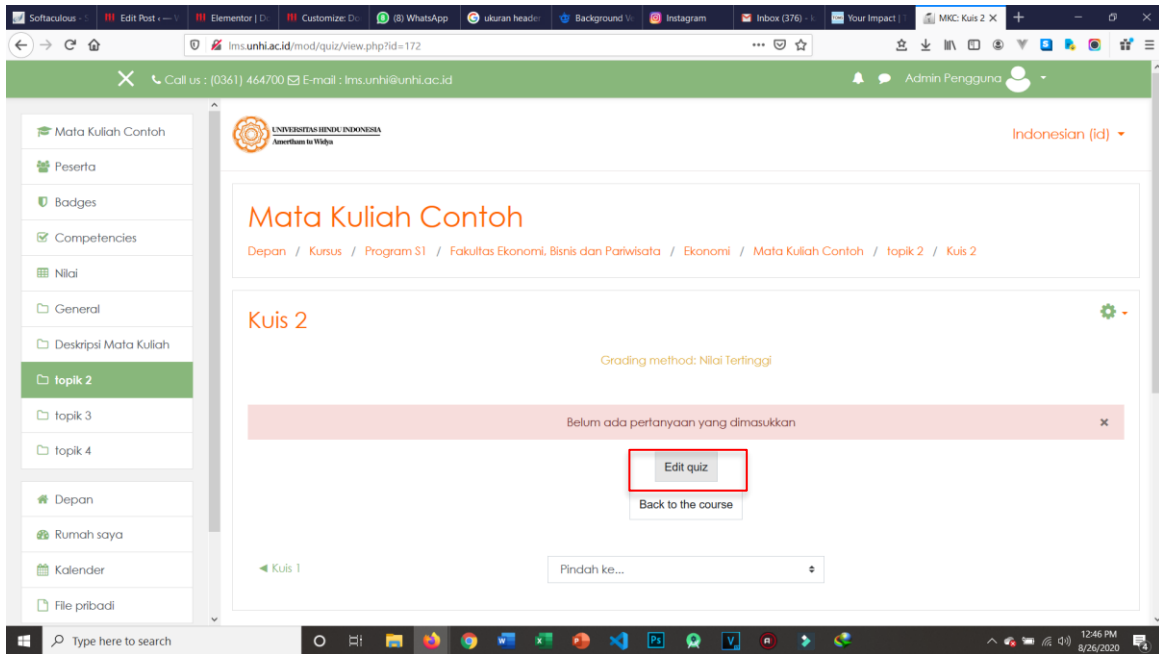 Softaculous - S
Edit Post ‹ — V
Elementor | Do
Customize: Do
(8) WhatsApp
ukuran header
Background Ve
Instagram
Inbox (376) - k
Your Impact | T
MKC: Kuis 2
lms.unhi.ac.id/mod/quiz/view.php?id=172
Call us : (0361) 464700 E-mail : lms.unhi@unhi.ac.id
Admin Pengguna
Mata Kuliah Contoh
Peserta
Badges
Competencies
Nilai
General
Deskripsi Mata Kuliah
topik 2
topik 3
topik 4
Depan
Rumah saya
Kalender
File pribadi
UNIVERSITAS HINDU INDONESIA
Amertham tu Widya
Indonesian (id)
Mata Kuliah Contoh
Depan / Kursus / Program S1 / Fakultas Ekonomi, Bisnis dan Pariwisata / Ekonomi / Mata Kuliah Contoh / topik 2 / Kuis 2
Kuis 2
Grading method: Nilai Tertinggi
Belum ada pertanyaan yang dimasukkan
Edit quiz
Back to the course
◄ Kuis 1
Pindah ke...
Type here to search
12:46 PM
8/26/2020